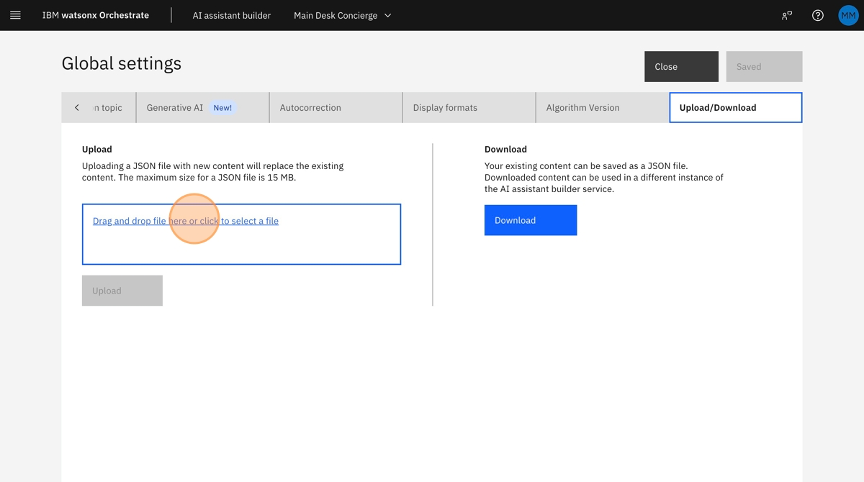 IBM watsonx Orchestrate
AI assistant builder
Main Desk Concierge
MM
Global settings
Close
Saved
n topic
Generative AI New!
Autocorrection
Display formats
Algorithm Version
Upload/Download
Upload
Uploading a JSON file with new content will replace the existing
content. The maximum size for a JSON file is 15 MB.
Drag and drop file here or click to select a file
Upload
Download
Your existing content can be saved as a JSON file.
Downloaded content can be used in a different instance of
the AI assistant builder service.
Download